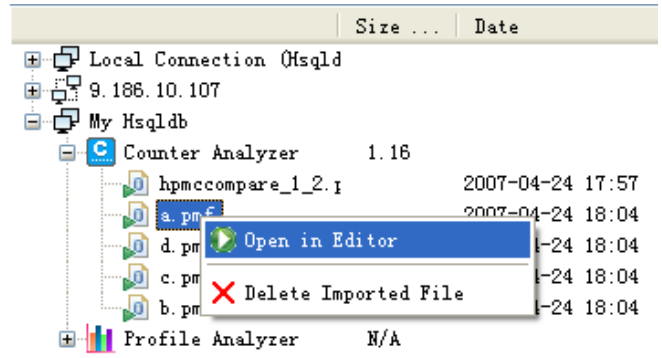 Size ... Date
Local Connection (Hsqld
9.186.10.107
My Hsqldb
Counter Analyzer 1.16
hpmccompare_1_2.p 2007-04-24 17:57
a.pmf 2007-04-24 18:04
Open in Editor
d.pm -24 18:04
c.pm -24 18:04
Delete Imported File
b.pm -24 18:04
Profile Analyzer N/A